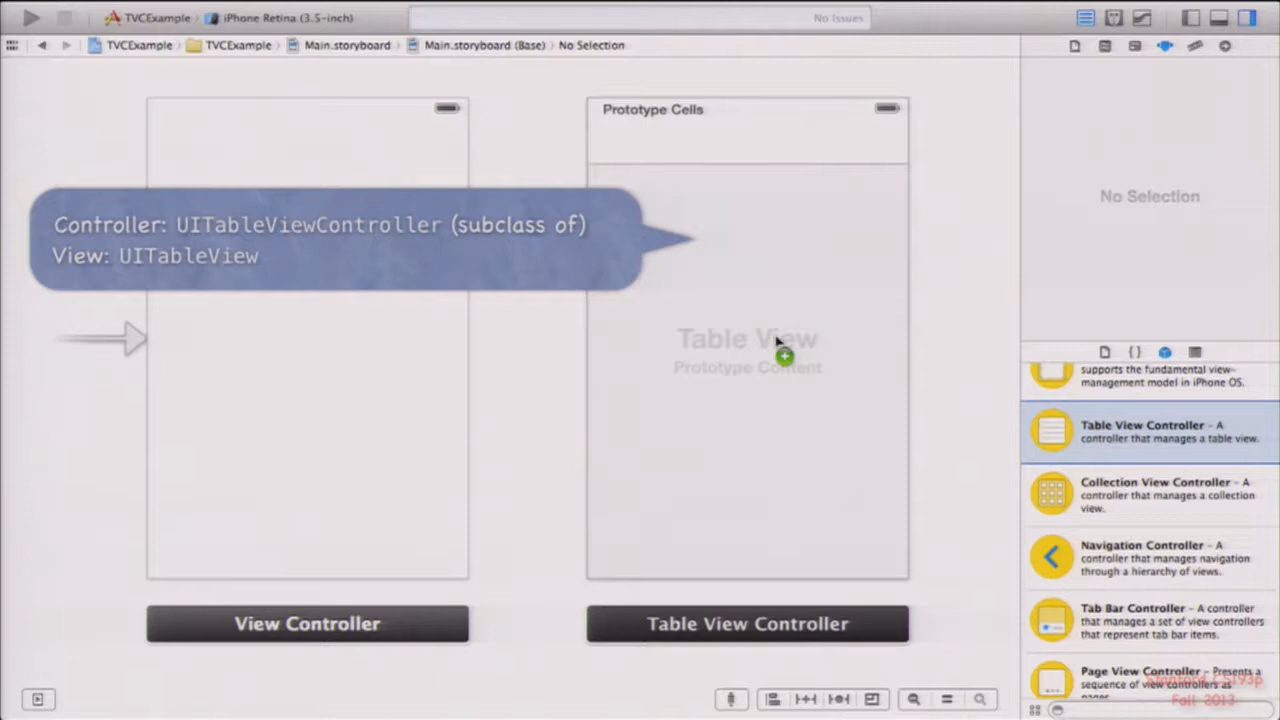 TVCExample
iPhone Retina (3.5-inch)
No Issues
TVCExample
TVCExample
Main.storyboard
Main.storyboard (Base)
No Selection
Prototype Cells
No Selection
Controller: UITableViewController (subclass of)
View: UITableView
Table View
Prototype Content
supports the fundamental view-
management model in iPhone OS.
Table View Controller - A
controller that manages a table view.
Collection View Controller - A
controller that manages a collection
view.
Navigation Controller - A
controller that manages navigation
through a hierarchy of views.
Tab Bar Controller - A controller
that manages a set of view controllers
that represent tab bar items.
Page View Controller - Presents a
sequence of view controllers as
pages.
View Controller
Table View Controller
Stanford CS193p
Fall 2013